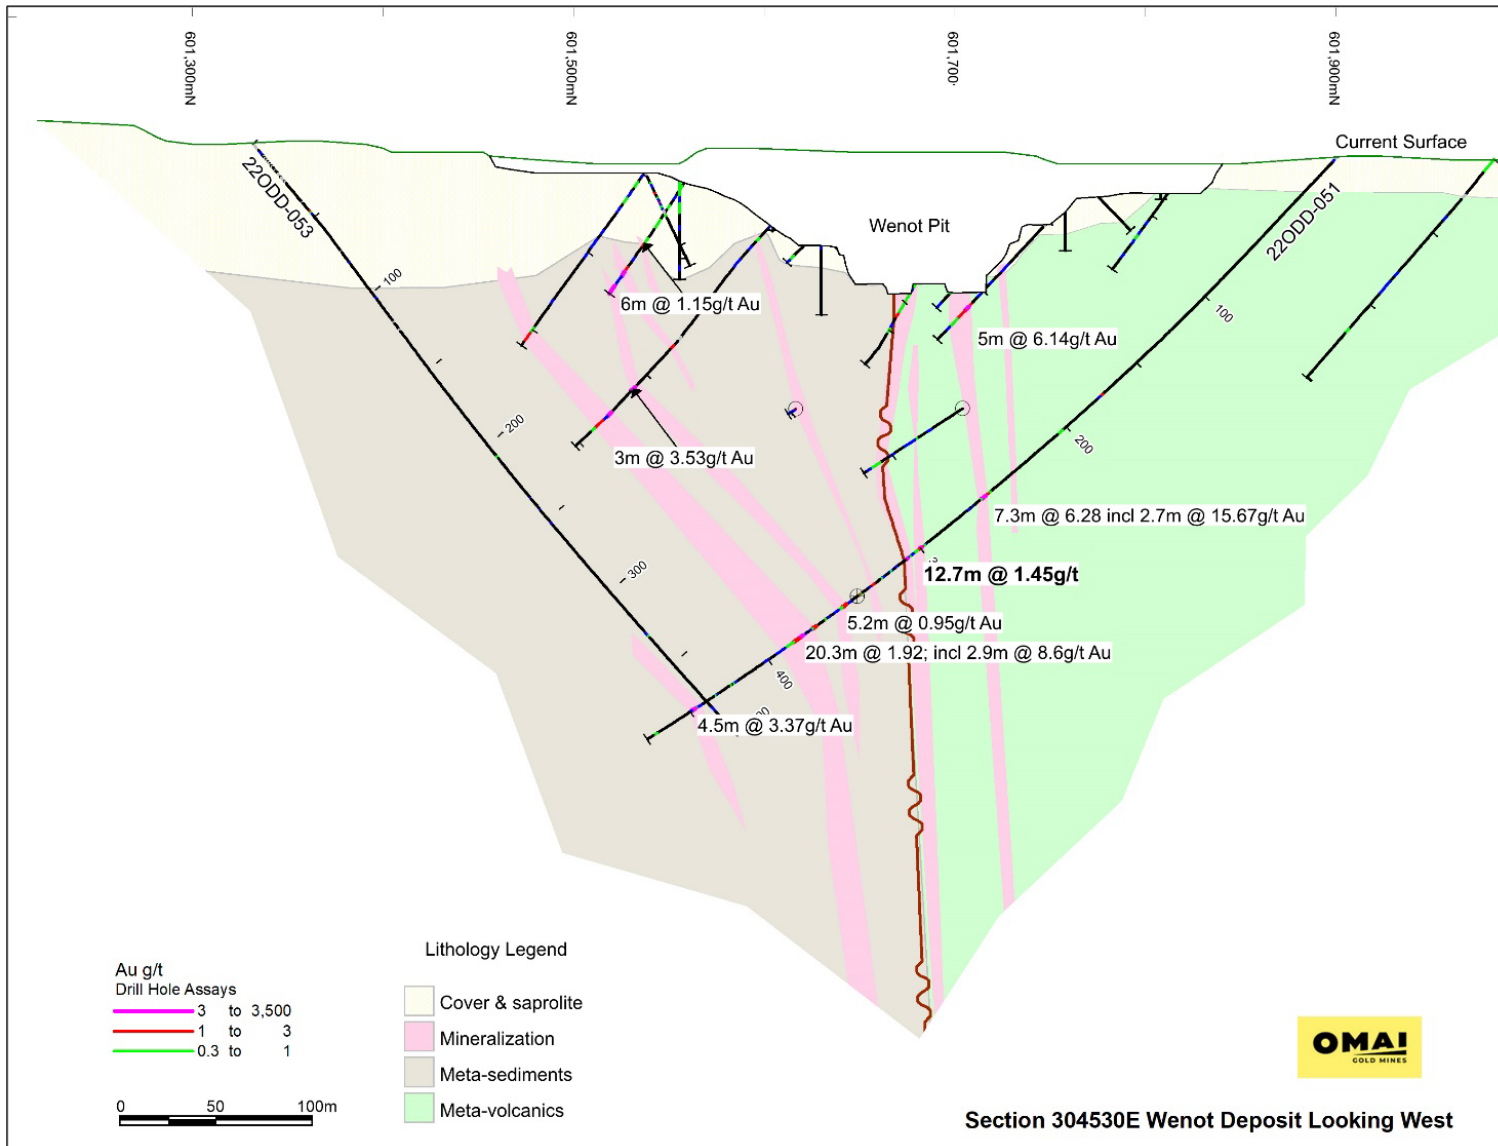 601,300mN
601,500mN
601,700
601,900mN
Current Surface
22ODD-053
22ODD-051
Wenot Pit
100
100
6m @ 1.15g/t Au
5m @ 6.14g/t Au
200
200
3m @ 3.53g/t Au
7.3m @ 6.28 incl 2.7m @ 15.67g/t Au
300
12.7m @ 1.45g/t
5.2m @ 0.95g/t Au
20.3m @ 1.92; incl 2.9m @ 8.6g/t Au
400
4.5m @ 3.37g/t Au
Au g/t
Drill Hole Assays
3 to 3,500
1 to 3
0.3 to 1
0 50 100m
Lithology Legend
Cover & saprolite
Mineralization
Meta-sediments
Meta-volcanics
OMAI
GOLD MINES
Section 304530E Wenot Deposit Looking West